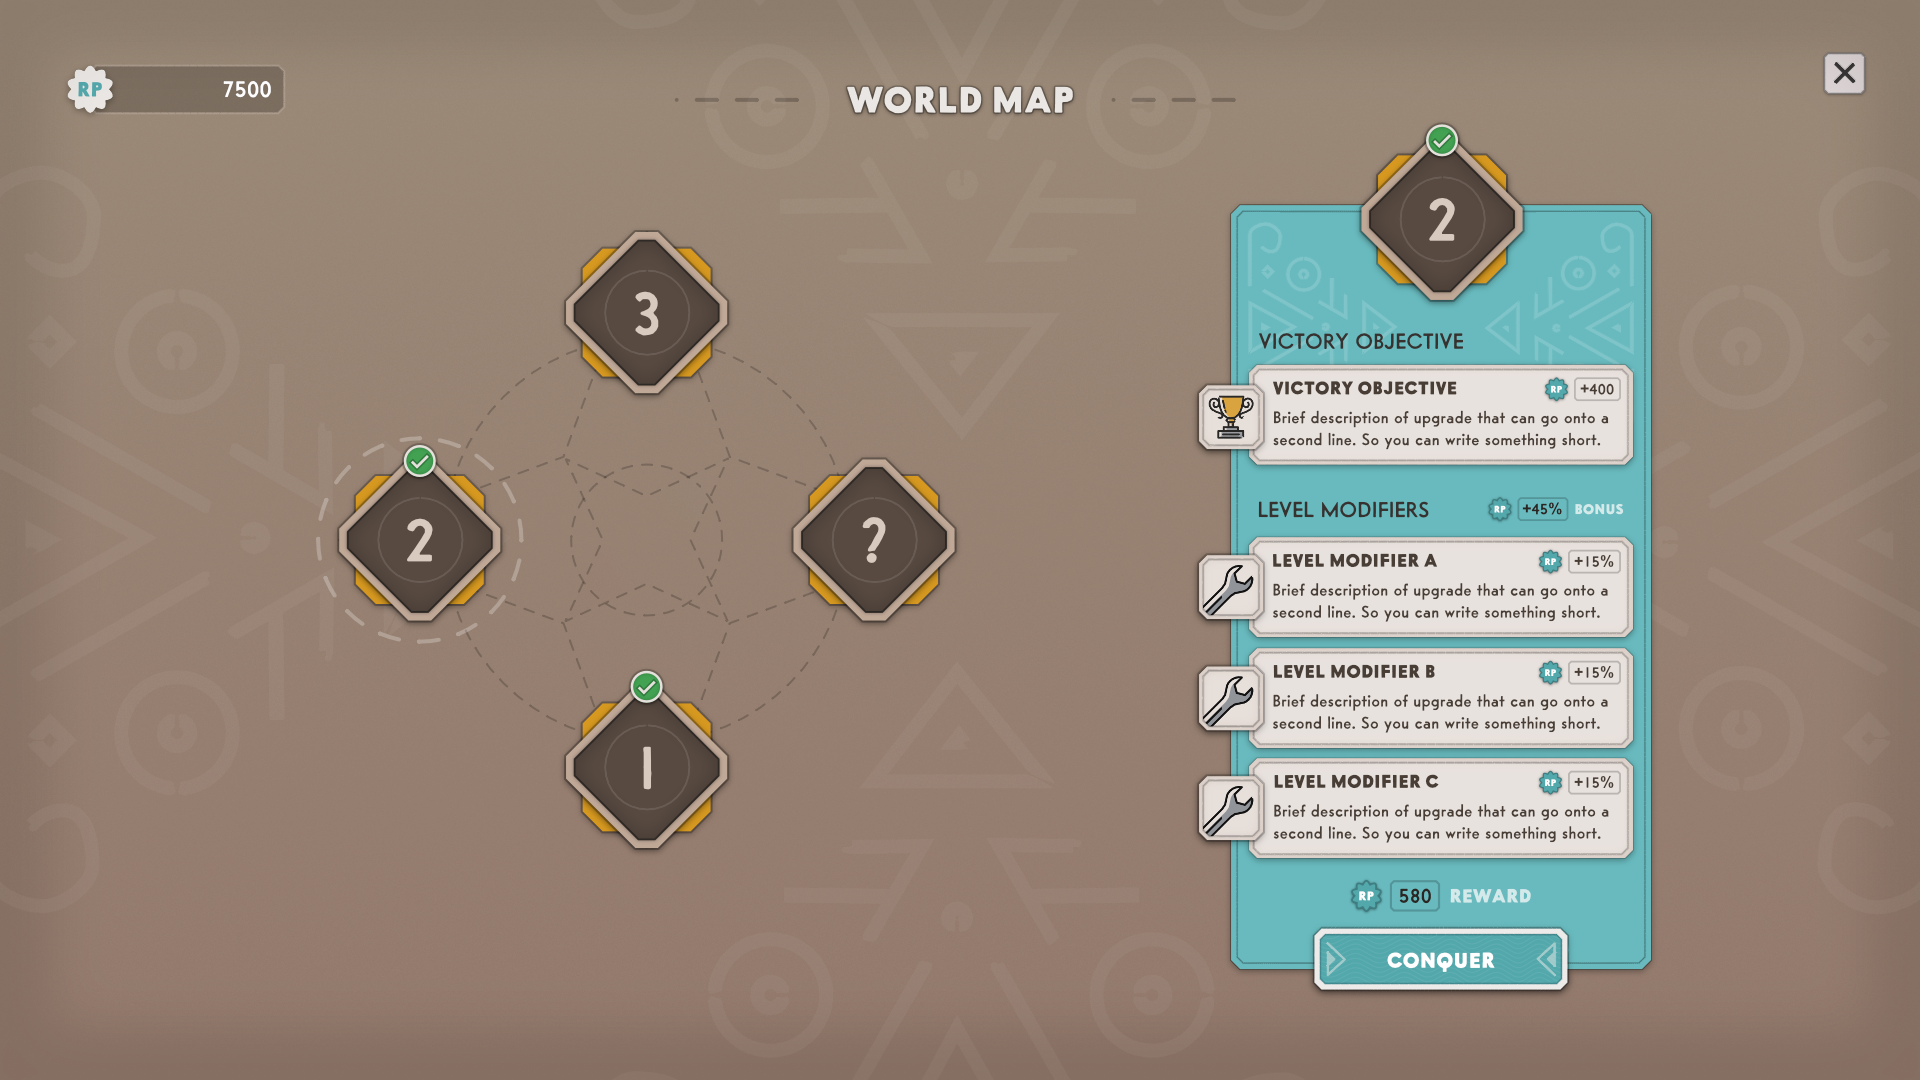 RP 7500
WORLD MAP
3
2
?
1
2
VICTORY OBJECTIVE
VICTORY OBJECTIVE RP +400
Brief description of upgrade that can go onto a
second line. So you can write something short.
LEVEL MODIFIERS RP +45% BONUS
LEVEL MODIFIER A RP +15%
Brief description of upgrade that can go onto a
second line. So you can write something short.
LEVEL MODIFIER B RP +15%
Brief description of upgrade that can go onto a
second line. So you can write something short.
LEVEL MODIFIER C RP +15%
Brief description of upgrade that can go onto a
second line. So you can write something short.
RP 580 REWARD
CONQUER